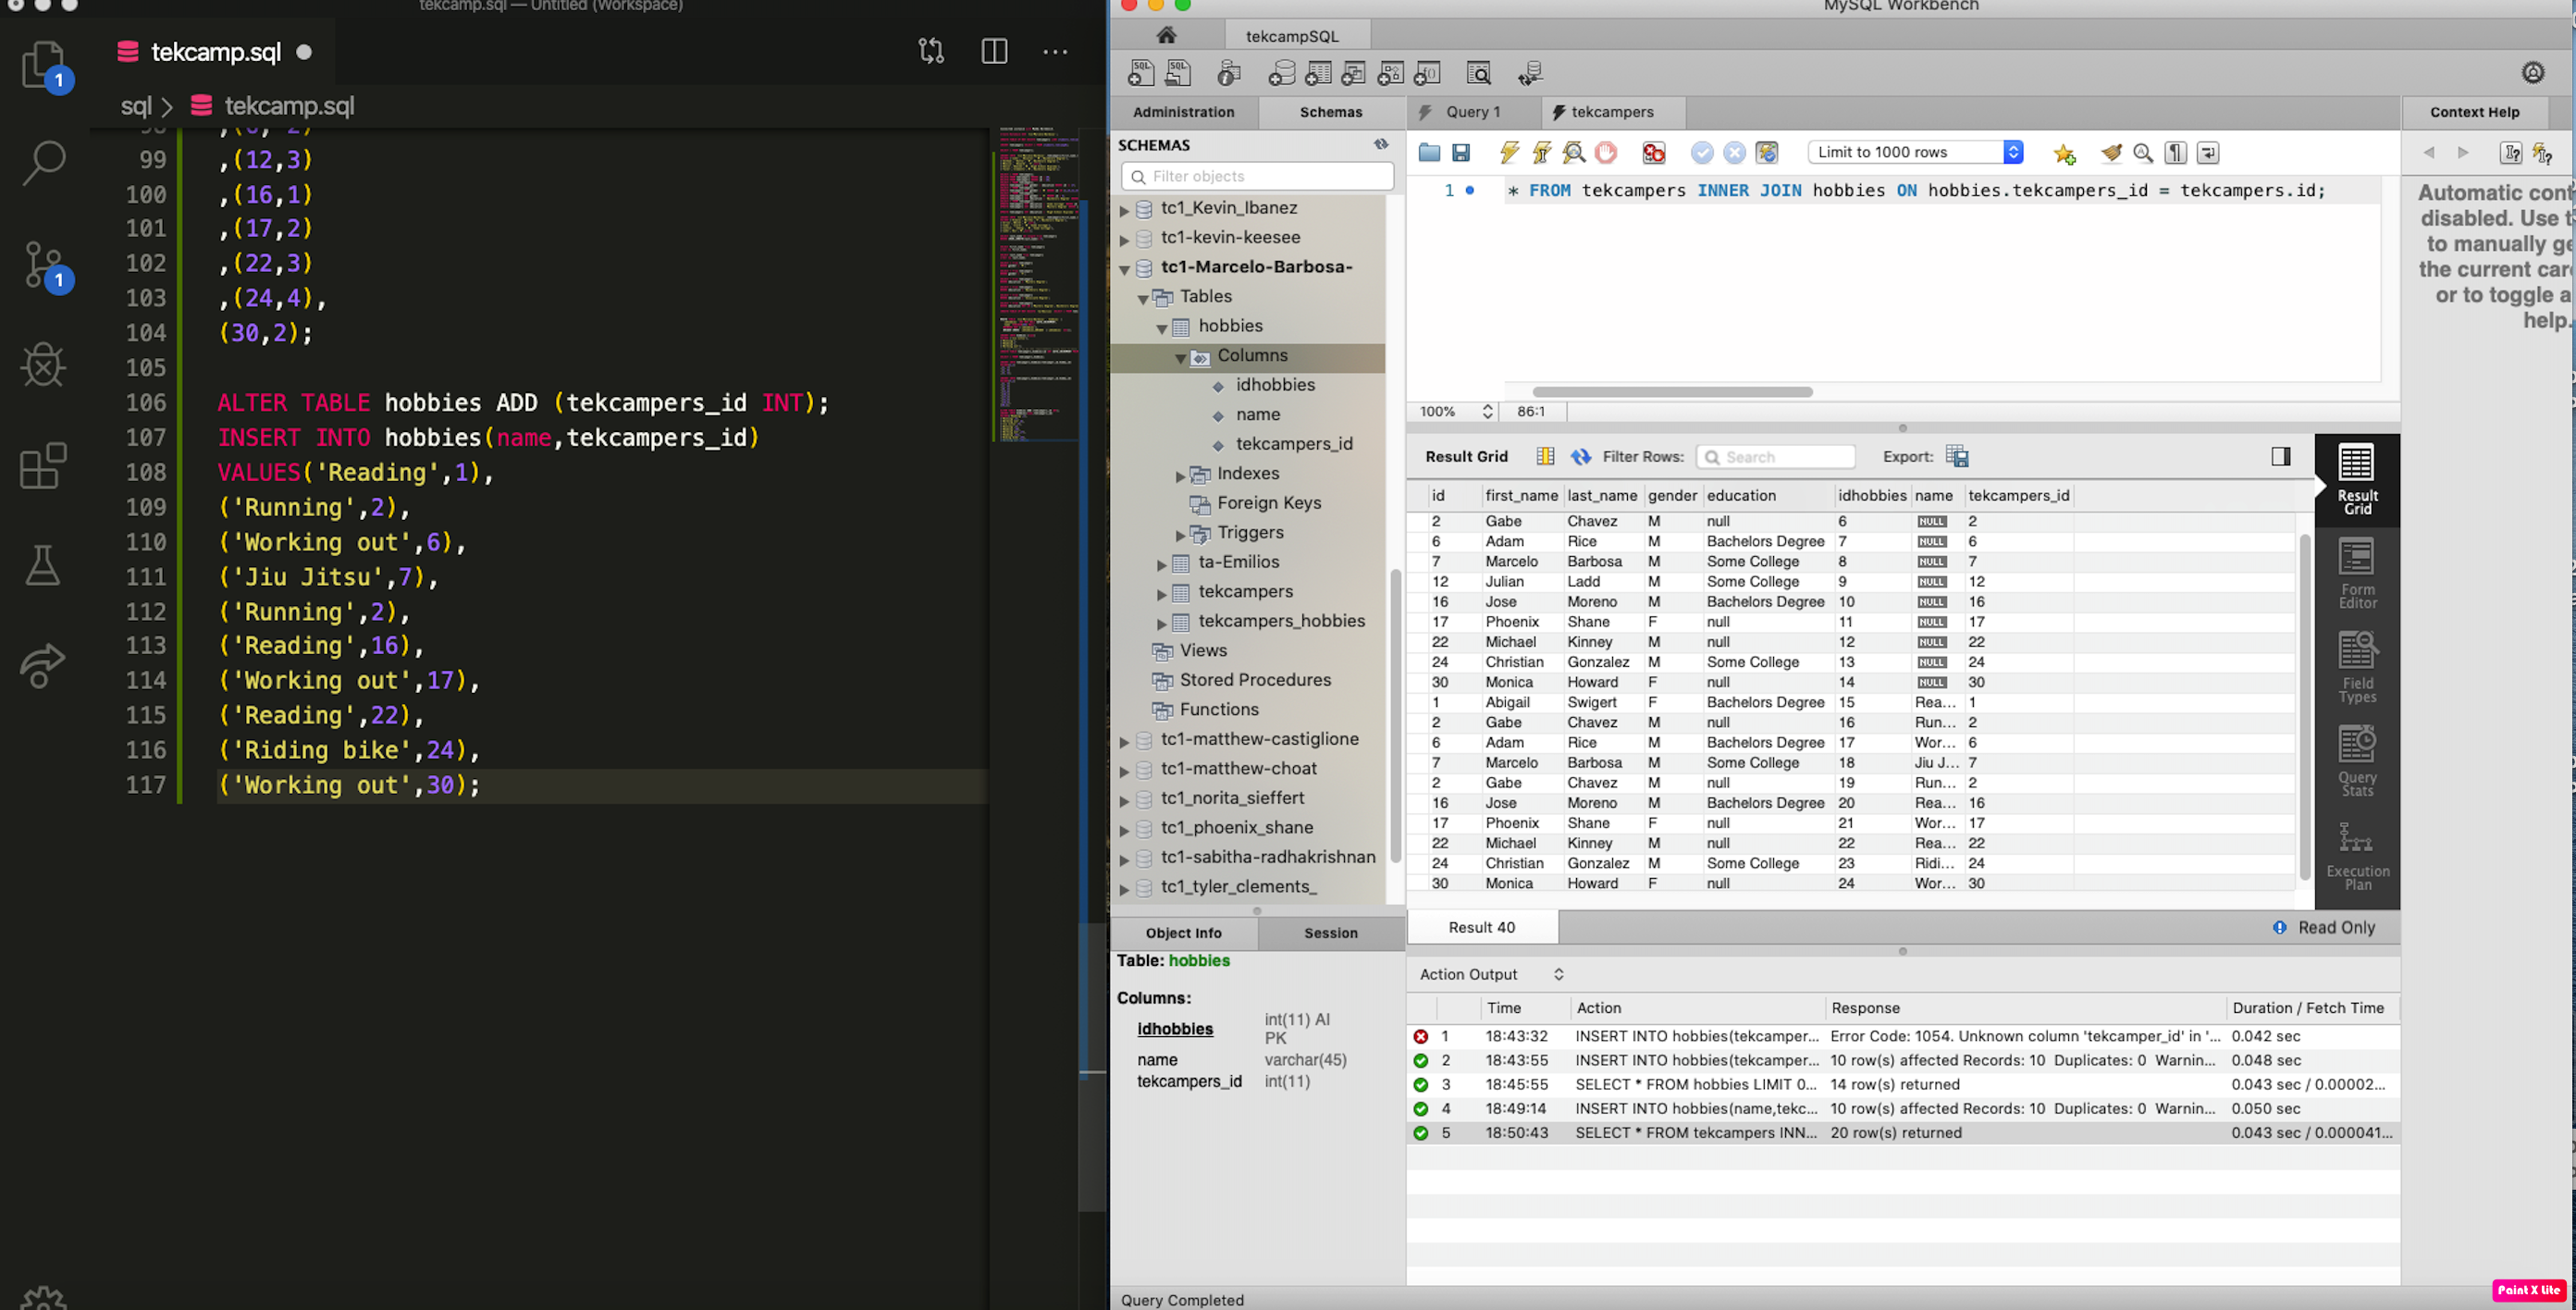 tekcamp.sql — Untitled (Workspace)
tekcamp.sql
sql > tekcamp.sql
1
1
99 ,(12,3)
100 ,(16,1)
101 ,(17,2)
102 ,(22,3)
103 ,(24,4),
104 (30,2);
105
106 ALTER TABLE hobbies ADD (tekcampers_id INT);
107 INSERT INTO hobbies(name,tekcampers_id)
108 VALUES('Reading',1),
109 ('Running',2),
110 ('Working out',6),
111 ('Jiu Jitsu',7),
112 ('Running',2),
113 ('Reading',16),
114 ('Working out',17),
115 ('Reading',22),
116 ('Riding bike',24),
117 ('Working out',30);
MySQL Workbench
tekcampSQL
Administration Schemas
SCHEMAS
Filter objects
tc1_Kevin_Ibanez
tc1-kevin-keesee
tc1-Marcelo-Barbosa-
Tables
hobbies
Columns
idhobbies
name
tekcampers_id
Indexes
Foreign Keys
Triggers
ta-Emilios
tekcampers
tekcampers_hobbies
Views
Stored Procedures
Functions
tc1-matthew-castiglione
tc1-matthew-choat
tc1_norita_sieffert
tc1_phoenix_shane
tc1-sabitha-radhakrishnan
tc1_tyler_clements_
Object Info Session
Table: hobbies
Columns:
idhobbies int(11) AI
PK
name varchar(45)
tekcampers_id int(11)
Query Completed
Query 1 tekcampers
Limit to 1000 rows
1 * FROM tekcampers INNER JOIN hobbies ON hobbies.tekcampers_id = tekcampers.id;
100% 86:1
Result Grid Filter Rows: Search Export:
id first_name last_name gender education idhobbies name tekcampers_id
2 Gabe Chavez M null 6 NULL 2
6 Adam Rice M Bachelors Degree 7 NULL 6
7 Marcelo Barbosa M Some College 8 NULL 7
12 Julian Ladd M Some College 9 NULL 12
16 Jose Moreno M Bachelors Degree 10 NULL 16
17 Phoenix Shane F null 11 NULL 17
22 Michael Kinney M null 12 NULL 22
24 Christian Gonzalez M Some College 13 NULL 24
30 Monica Howard F null 14 NULL 30
1 Abigail Swigert F Bachelors Degree 15 Rea... 1
2 Gabe Chavez M null 16 Run... 2
6 Adam Rice M Bachelors Degree 17 Wor... 6
7 Marcelo Barbosa M Some College 18 Jiu J... 7
2 Gabe Chavez M null 19 Run... 2
16 Jose Moreno M Bachelors Degree 20 Rea... 16
17 Phoenix Shane F null 21 Wor... 17
22 Michael Kinney M null 22 Rea... 22
24 Christian Gonzalez M Some College 23 Ridi... 24
30 Monica Howard F null 24 Wor... 30
Result 40
Read Only
Result
Grid
Form
Editor
Field
Types
Query
Stats
Execution
Plan
Action Output
Time Action Response Duration / Fetch Time
1 18:43:32 INSERT INTO hobbies(tekcamper... Error Code: 1054. Unknown column 'tekcamper_id' in '... 0.042 sec
2 18:43:55 INSERT INTO hobbies(tekcamper... 10 row(s) affected Records: 10 Duplicates: 0 Warnin... 0.048 sec
3 18:45:55 SELECT * FROM hobbies LIMIT 0... 14 row(s) returned 0.043 sec / 0.00002...
4 18:49:14 INSERT INTO hobbies(name,tekc... 10 row(s) affected Records: 10 Duplicates: 0 Warnin... 0.050 sec
5 18:50:43 SELECT * FROM tekcampers INN... 20 row(s) returned 0.043 sec / 0.000041...
Context Help
Automatic cont
disabled. Use t
to manually ge
the current car
or to toggle a
help.
Paint X Lite